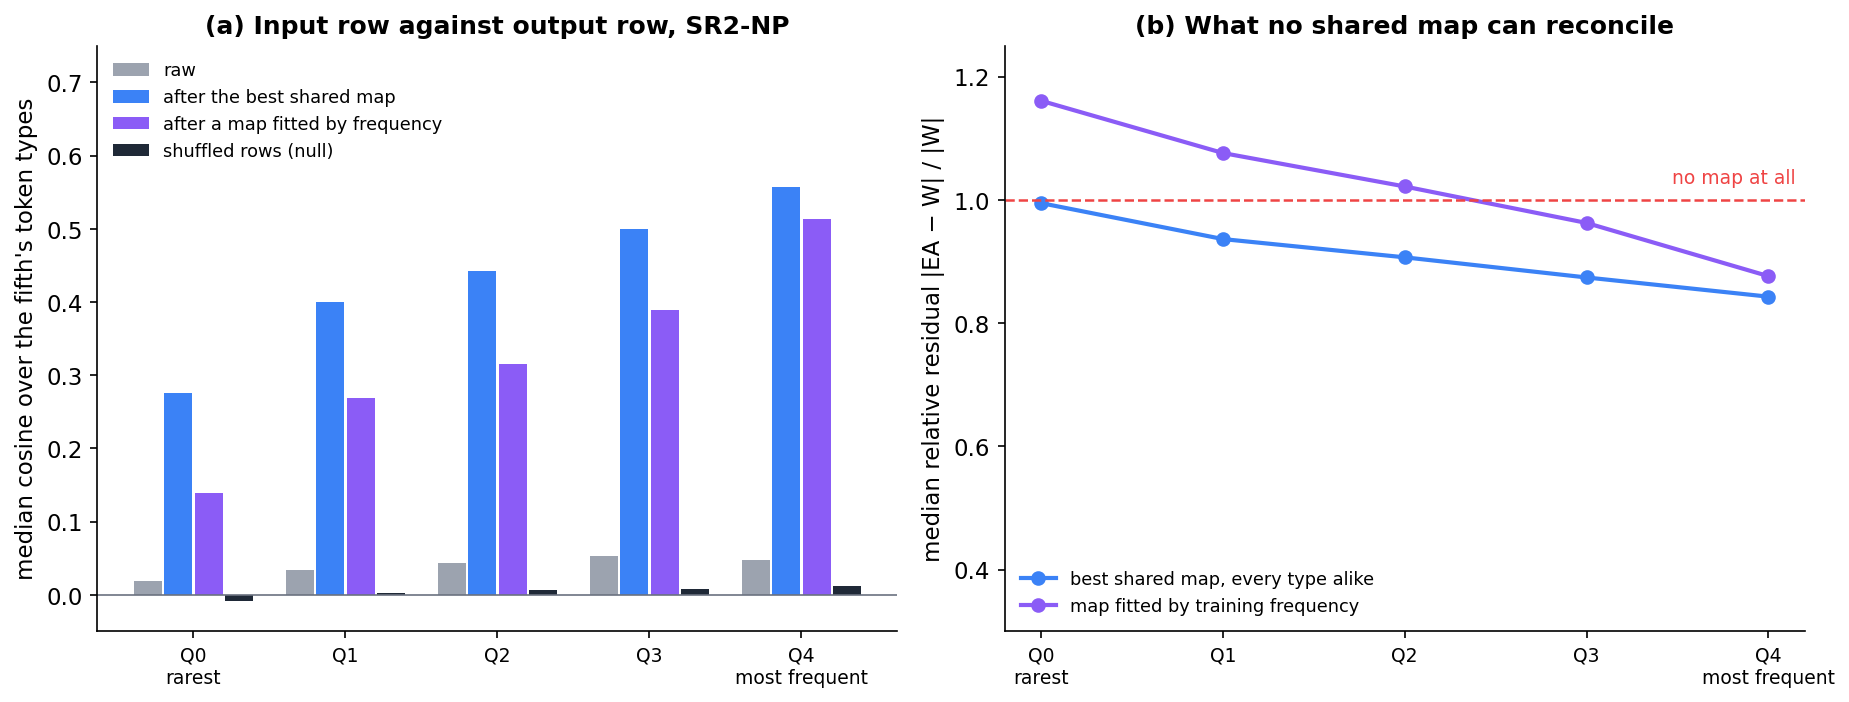 (a) Input row against output row, SR2-NP
raw
after the best shared map
after a map fitted by frequency
shuffled rows (null)
median cosine over the fifth's token types
0.7
0.6
0.5
0.4
0.3
0.2
0.1
0.0
Q0
rarest
Q1
Q2
Q3
Q4
most frequent
(b) What no shared map can reconcile
median relative residual |EA − W| / |W|
1.2
1.0
0.8
0.6
0.4
no map at all
best shared map, every type alike
map fitted by training frequency
Q0
rarest
Q1
Q2
Q3
Q4
most frequent